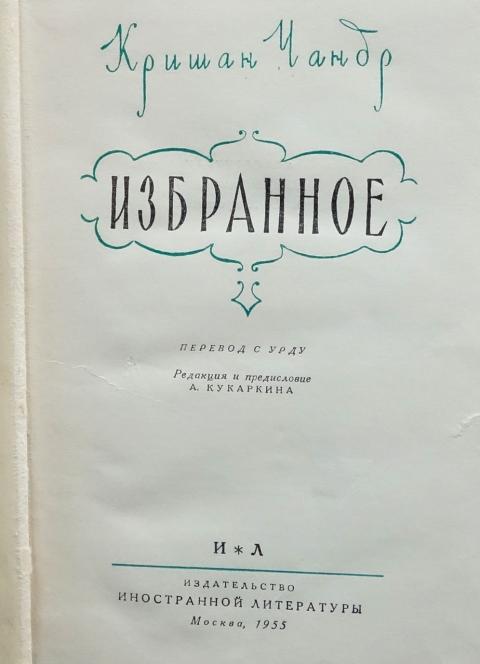 Кришан Чандр
ИЗБРАННОЕ
ПЕРЕВОД С УРДУ
Редакция и предисловие
А. КУКАРКИНА
И * Л
ИЗДАТЕЛЬСТВО
ИНОСТРАННОЙ ЛИТЕРАТУРЫ
Москва, 1955